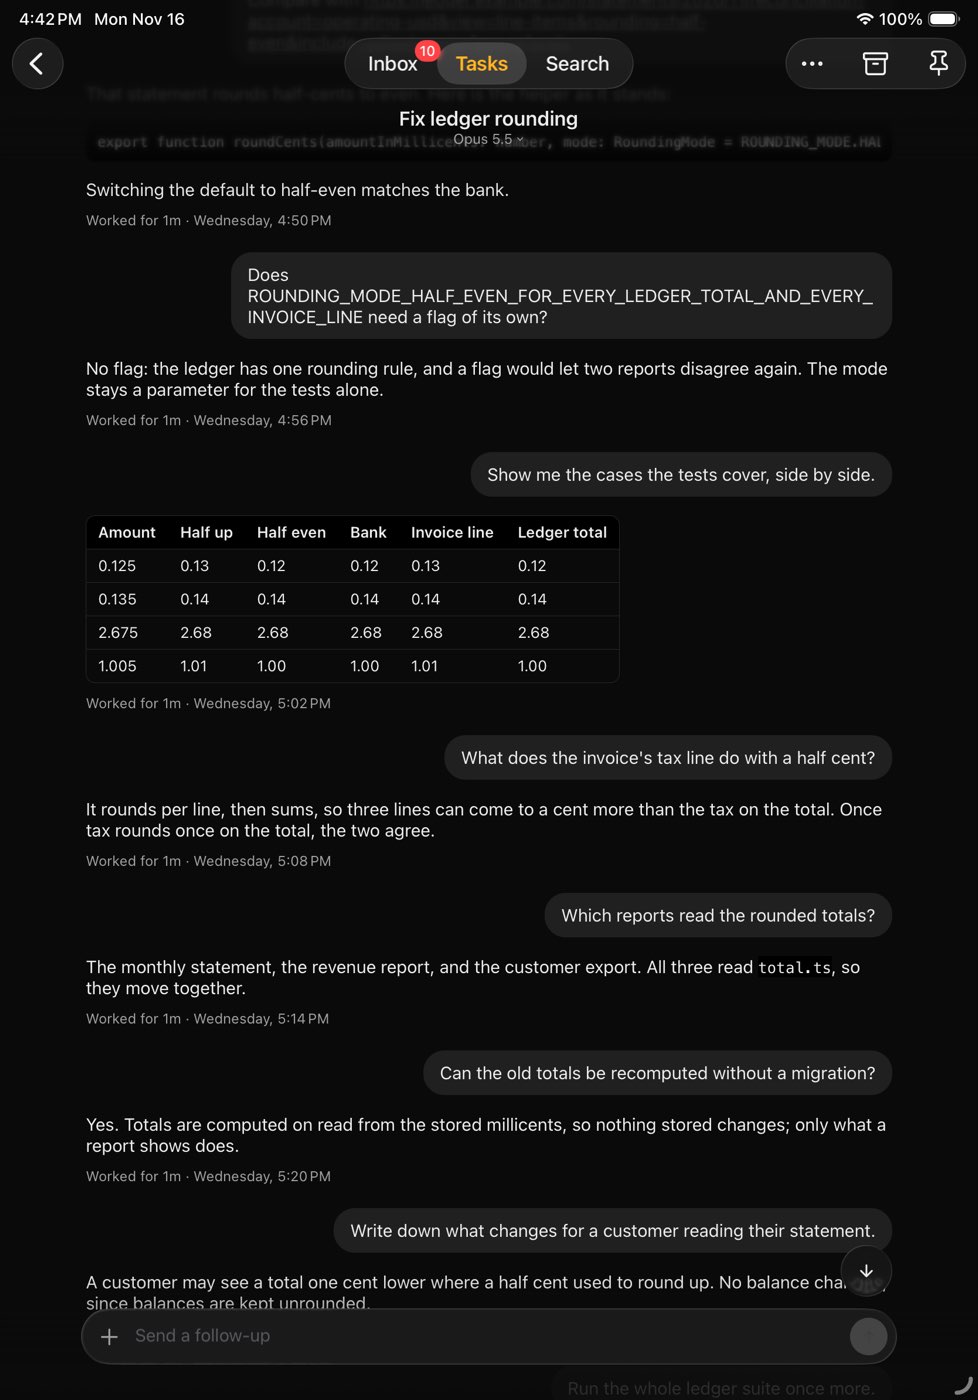 4:42 PM Mon Nov 16
100%
Inbox
10
Tasks
Search
That statement rounds half-cents to even. Here is the helper as it stands:
Fix ledger rounding
Opus 5.5
export function roundCents(amountInMillicents: number, mode: RoundingMode = ROUNDING_MODE.HAL
Switching the default to half-even matches the bank.
Worked for 1m · Wednesday, 4:50 PM
Does
ROUNDING_MODE_HALF_EVEN_FOR_EVERY_LEDGER_TOTAL_AND_EVERY_
INVOICE_LINE need a flag of its own?
No flag: the ledger has one rounding rule, and a flag would let two reports disagree again. The mode
stays a parameter for the tests alone.
Worked for 1m · Wednesday, 4:56 PM
Show me the cases the tests cover, side by side.
Amount Half up Half even Bank Invoice line Ledger total
0.125 0.13 0.12 0.12 0.13 0.12
0.135 0.14 0.14 0.14 0.14 0.14
2.675 2.68 2.68 2.68 2.68 2.68
1.005 1.01 1.00 1.00 1.01 1.00
Worked for 1m · Wednesday, 5:02 PM
What does the invoice's tax line do with a half cent?
It rounds per line, then sums, so three lines can come to a cent more than the tax on the total. Once
tax rounds once on the total, the two agree.
Worked for 1m · Wednesday, 5:08 PM
Which reports read the rounded totals?
The monthly statement, the revenue report, and the customer export. All three read total.ts, so
they move together.
Worked for 1m · Wednesday, 5:14 PM
Can the old totals be recomputed without a migration?
Yes. Totals are computed on read from the stored millicents, so nothing stored changes; only what a
report shows does.
Worked for 1m · Wednesday, 5:20 PM
Write down what changes for a customer reading their statement.
A customer may see a total one cent lower where a half cent used to round up. No balance
since balances are kept unrounded.
Send a follow-up
Run the whole ledger suite once more.